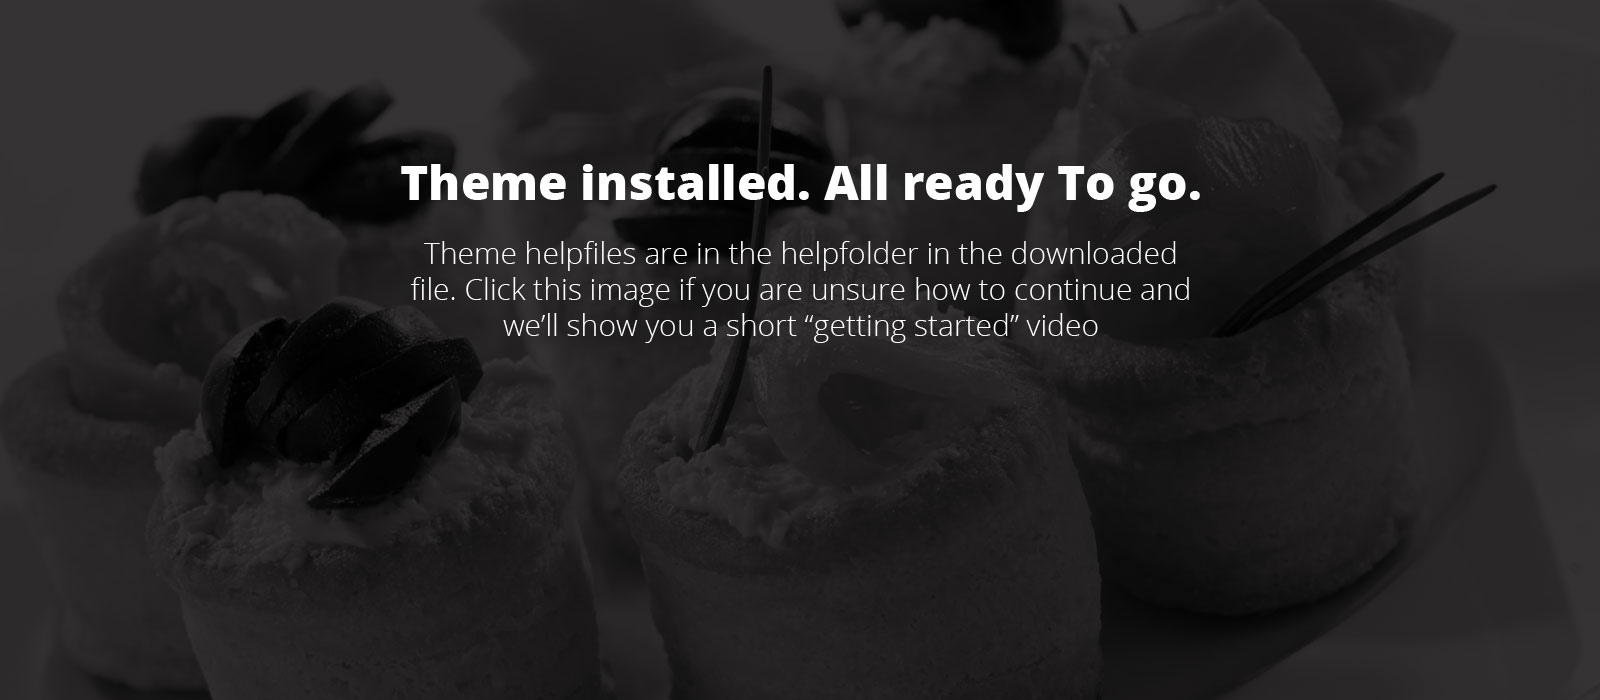 Theme installed. All ready To go.
Theme helpfiles are in the helpfolder in the downloaded
file. Click this image if you are unsure how to continue and
we’ll show you a short “getting started” video